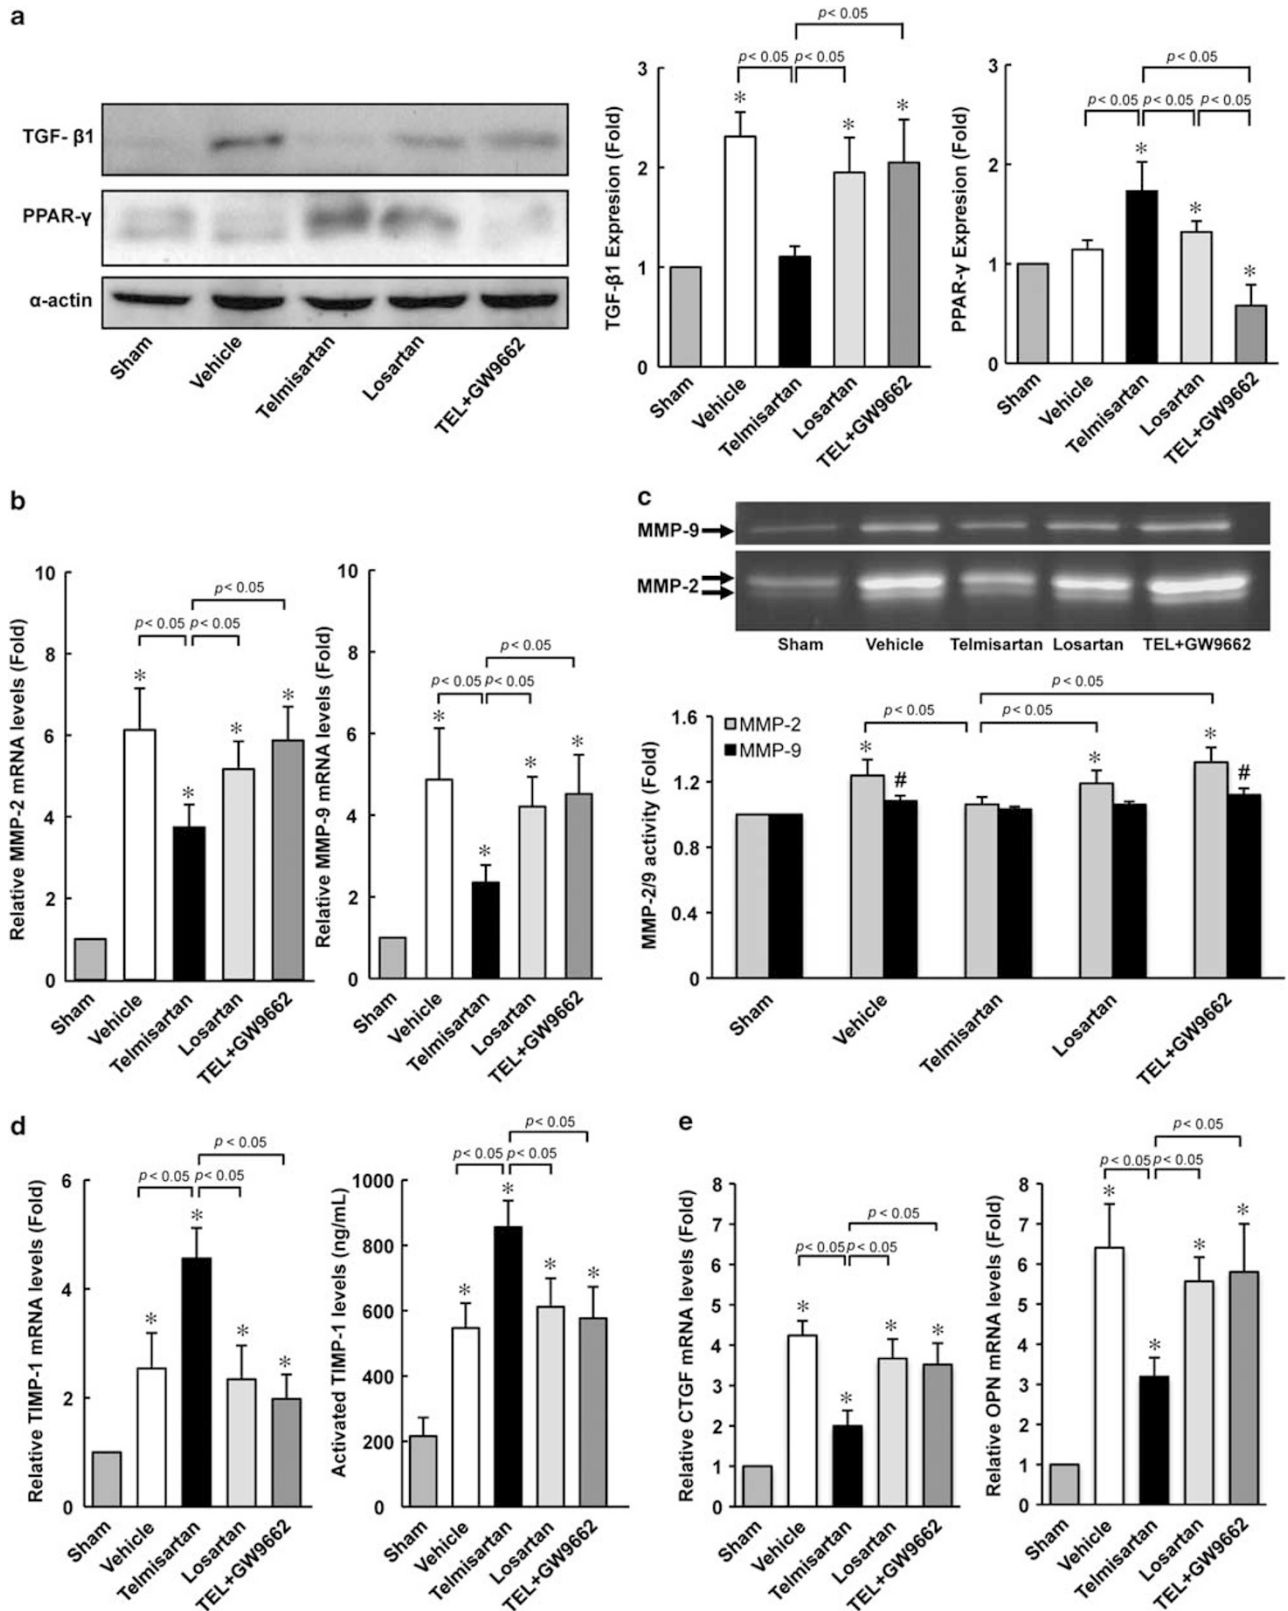 a
TGF- β1
PPAR-γ
α-actin
Sham
Vehicle
Telmisartan
Losartan
TEL+GW9662
p < 0.05
p < 0.05 p < 0.05
*
*
*
TGF-β1 Expresion (Fold)
3
2
1
0
Sham
Vehicle
Telmisartan
Losartan
TEL+GW9662
p < 0.05
p < 0.05 p < 0.05 p < 0.05
*
*
*
PPAR-γ Expression (Fold)
3
2
1
0
Sham
Vehicle
Telmisartan
Losartan
TEL+GW9662
b
p < 0.05
p < 0.05 p < 0.05
*
*
*
*
Relative MMP-2 mRNA levels (Fold)
10
8
6
4
2
0
Sham
Vehicle
Telmisartan
Losartan
TEL+GW9662
p < 0.05
p < 0.05 p < 0.05
*
*
*
*
Relative MMP-9 mRNA levels (Fold)
10
8
6
4
2
0
Sham
Vehicle
Telmisartan
Losartan
TEL+GW9662
c
MMP-9
MMP-2
Sham Vehicle Telmisartan Losartan TEL+GW9662
p < 0.05
p < 0.05 p < 0.05
MMP-2
MMP-9
* # * * #
MMP-2/9 activity (Fold)
1.6
1.2
0.8
0.4
0
Sham
Vehicle
Telmisartan
Losartan
TEL+GW9662
d
p < 0.05
p < 0.05 p < 0.05
*
*
*
*
Relative TIMP-1 mRNA levels (Fold)
6
4
2
0
Sham
Vehicle
Telmisartan
Losartan
TEL+GW9662
p < 0.05
p < 0.05 p < 0.05
*
*
*
*
Activated TIMP-1 levels (ng/mL)
1000
800
600
400
200
0
Sham
Vehicle
Telmisartan
Losartan
TEL+GW9662
e
p < 0.05
p < 0.05 p < 0.05
*
*
*
*
Relative CTGF mRNA levels (Fold)
8
7
6
5
4
3
2
1
0
Sham
Vehicle
Telmisartan
Losartan
TEL+GW9662
p < 0.05
p < 0.05 p < 0.05
*
*
*
*
Relative OPN mRNA levels (Fold)
8
7
6
5
4
3
2
1
0
Sham
Vehicle
Telmisartan
Losartan
TEL+GW9662